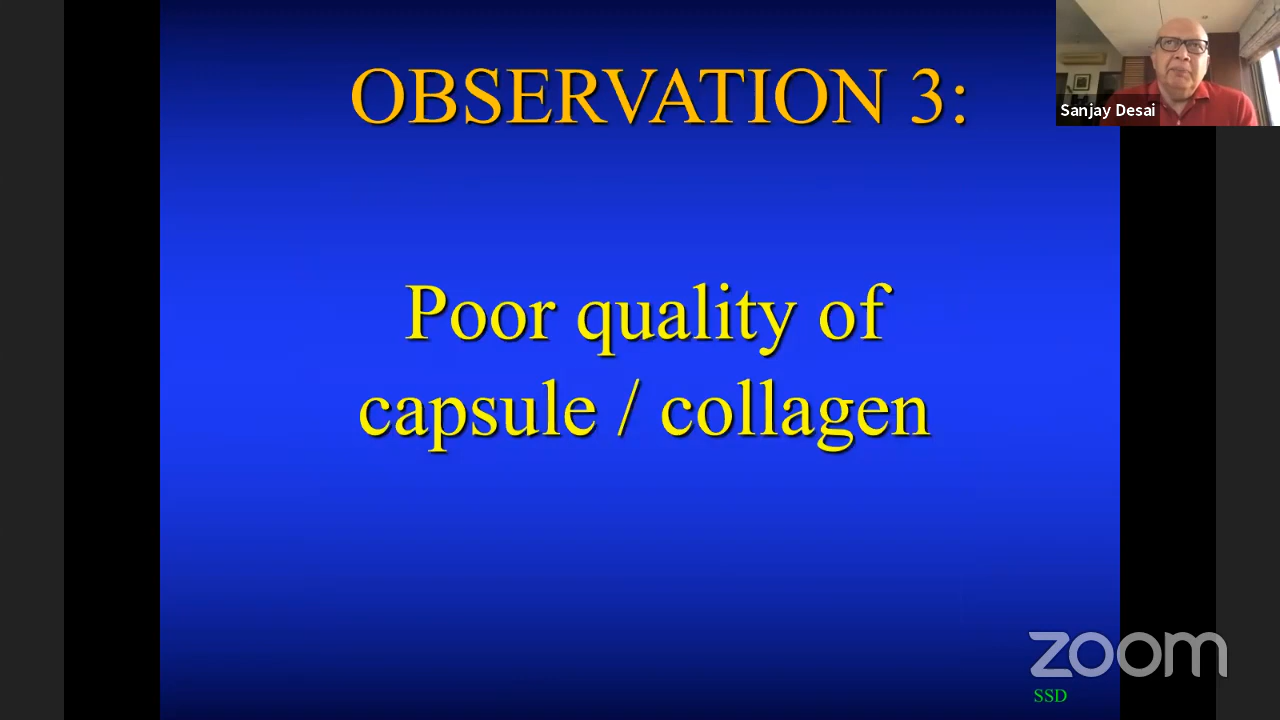 OBSERVATION 3:
Sanjay Desai
Poor quality of
capsule / collagen
zoom
SSD